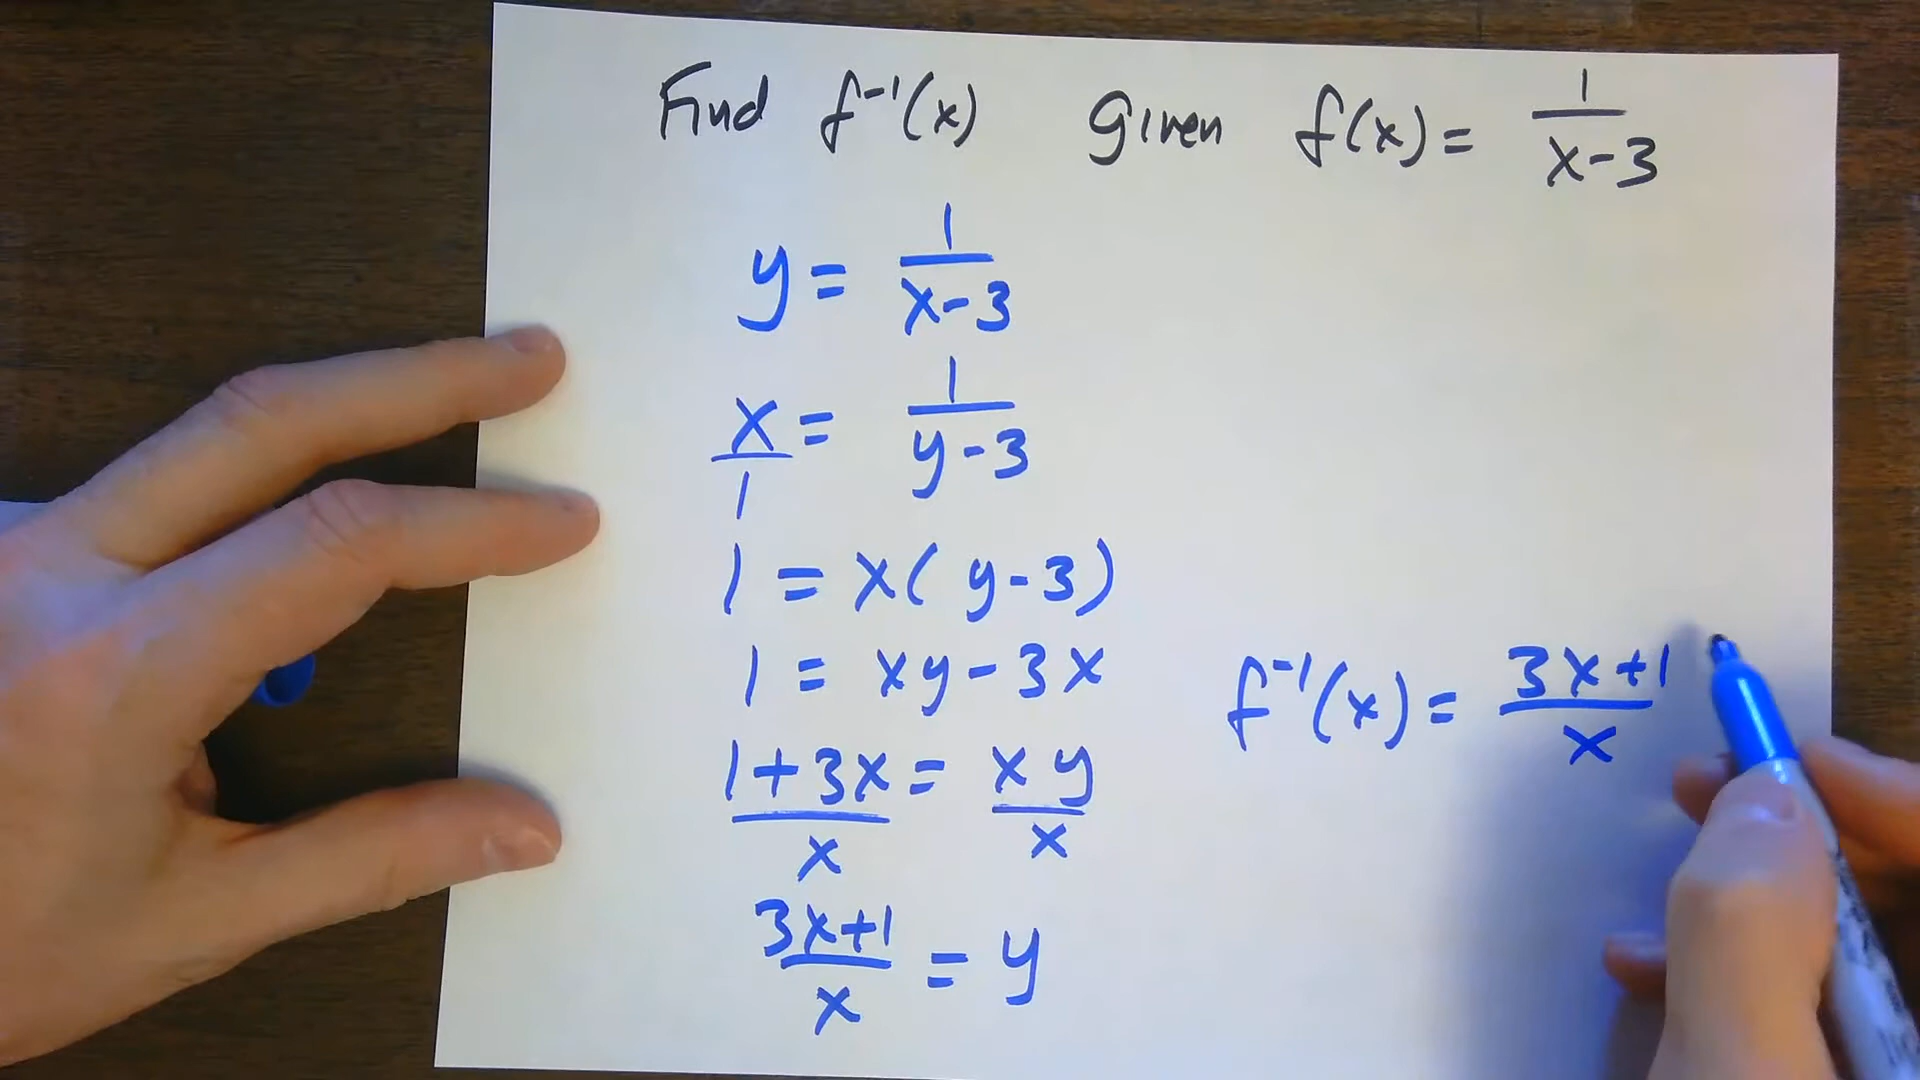 Find f⁻¹(x) Given f(x) = 1/(x-3)
y = 1/(x-3)
x/1 = 1/(y-3)
1 = x(y-3)
1 = xy-3x
(1+3x)/x = xy/x
(3x+1)/x = y
f⁻¹(x) = (3x+1)/x